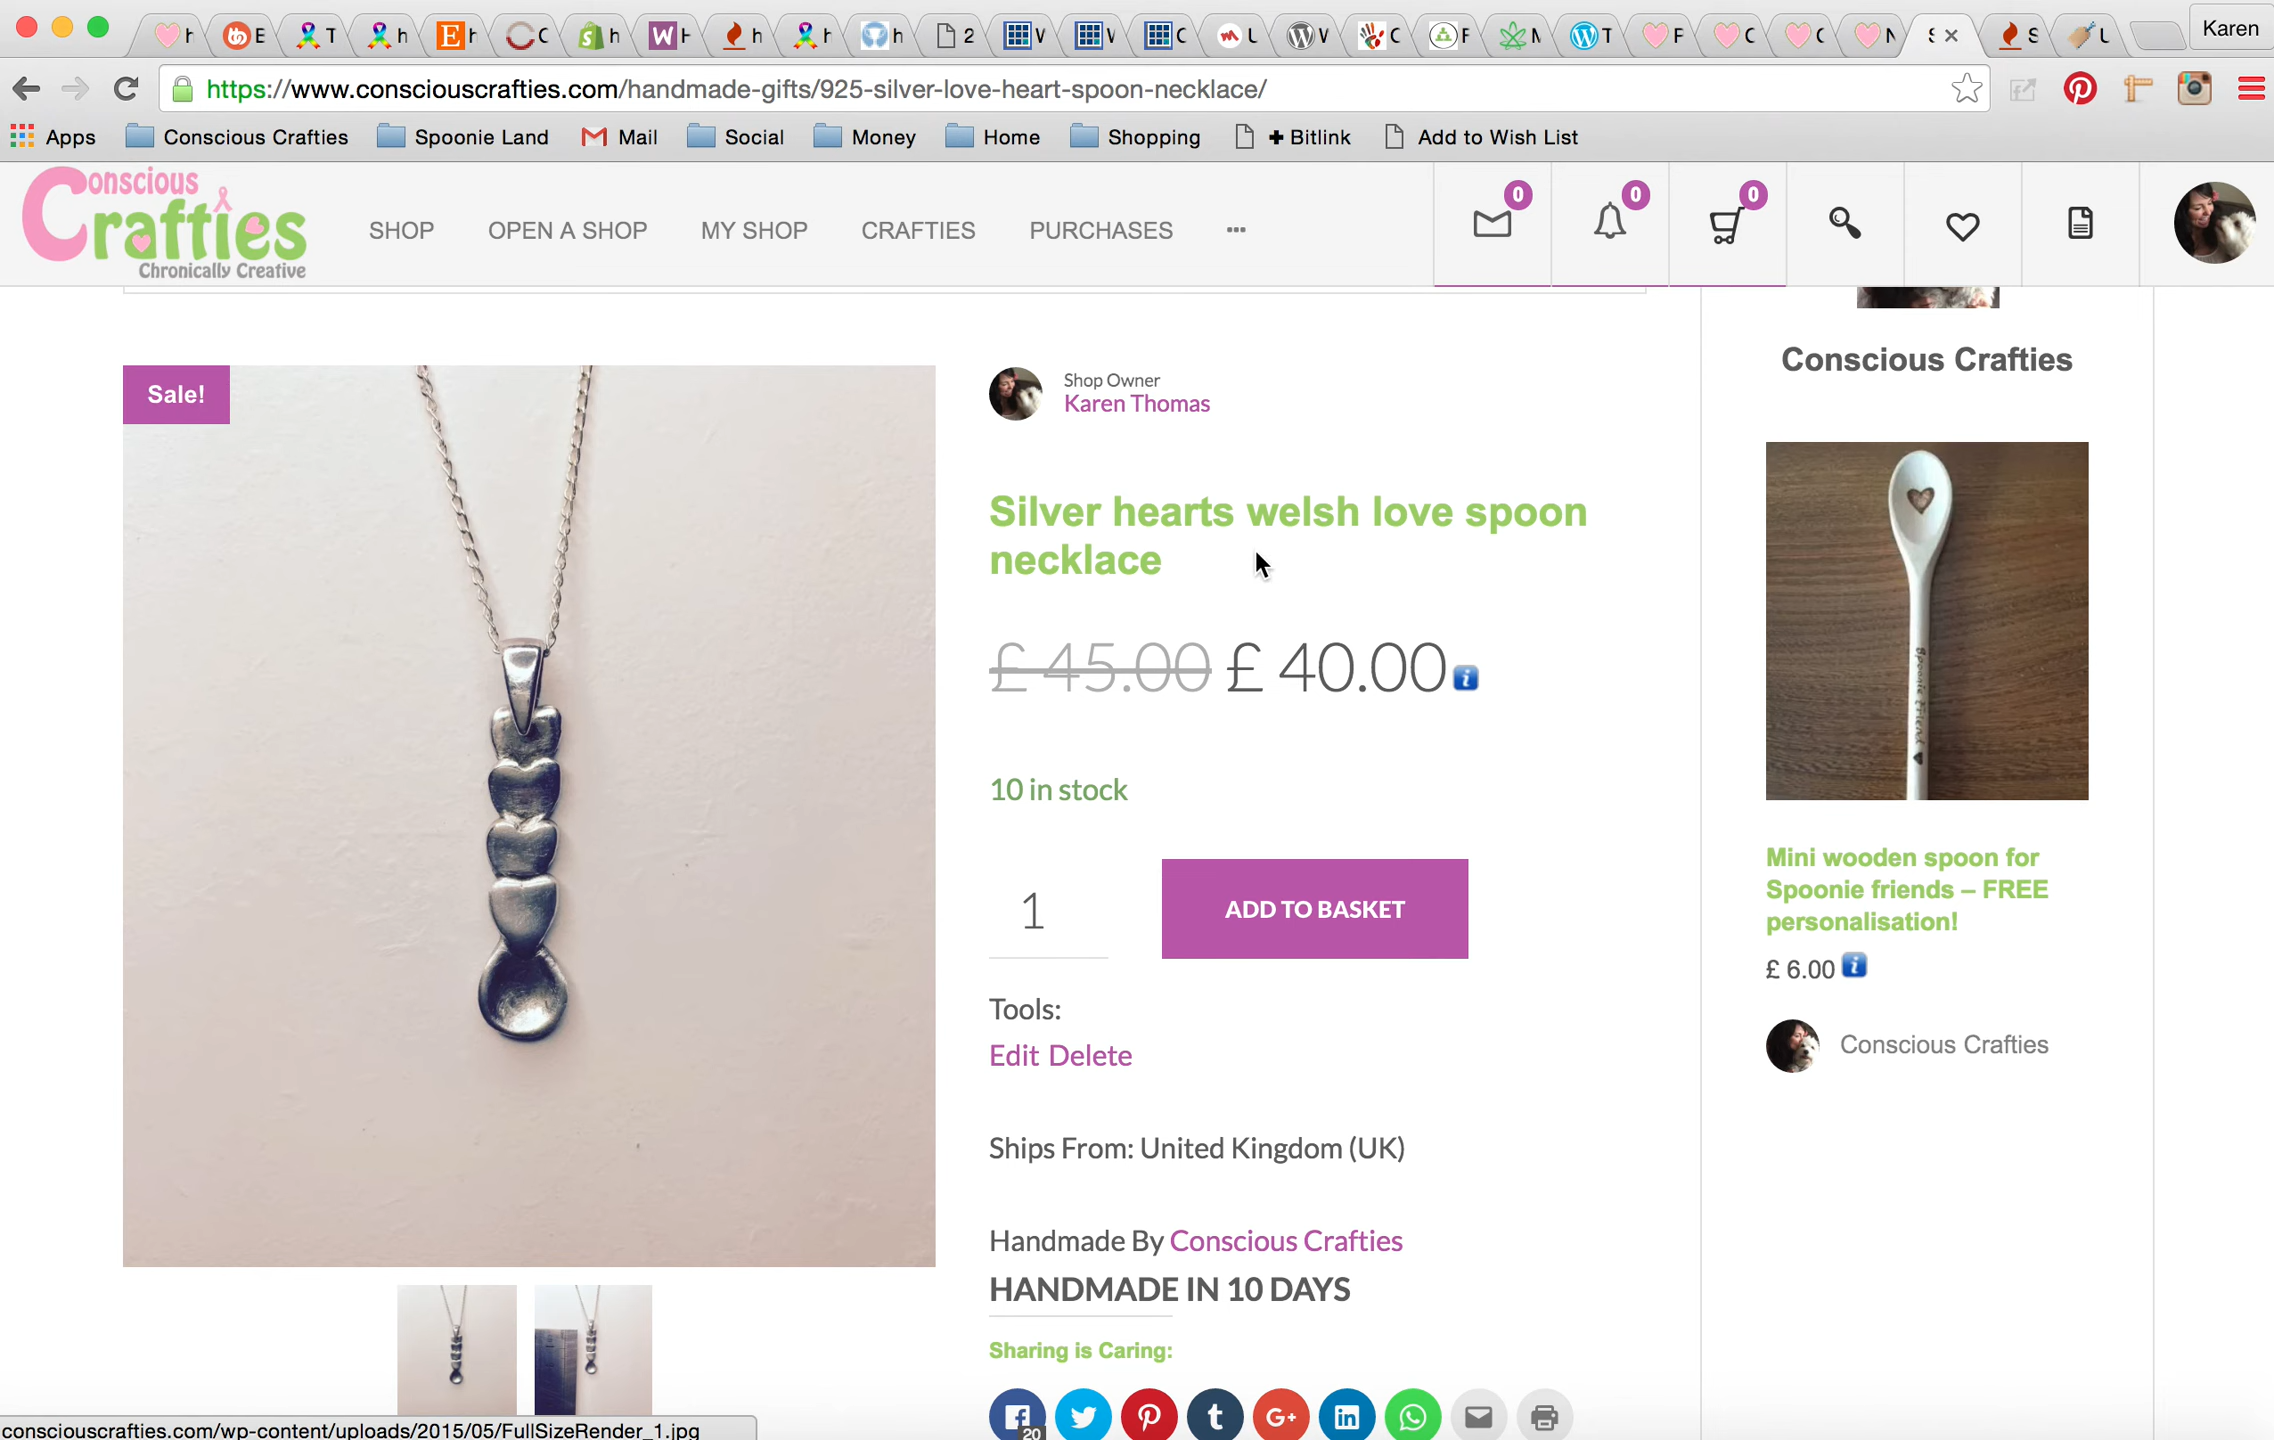 h E T h E h C h W H h h h 2 V V C U V C F M T F C C N S S U Karen
https://www.consciouscrafties.com/handmade-gifts/925-silver-love-heart-spoon-necklace/
Apps Conscious Crafties Spoonie Land Mail Social Money Home Shopping + Bitlink Add to Wish List
Conscious
Crafties
Chronically Creative
SHOP OPEN A SHOP MY SHOP CRAFTIES PURCHASES ••• 0 0 0
Conscious Crafties
Sale!
Shop Owner
Karen Thomas
Silver hearts welsh love spoon
necklace
£ 45.00 £ 40.00 i
10 in stock
1 ADD TO BASKET
Tools:
Edit Delete
Ships From: United Kingdom (UK)
Handmade By Conscious Crafties
HANDMADE IN 10 DAYS
Sharing is Caring:
20
Spoonie friend
Mini wooden spoon for
Spoonie friends – FREE
personalisation!
£ 6.00 i
Conscious Crafties
consciouscrafties.com/wp-content/uploads/2015/05/FullSizeRender_1.jpg